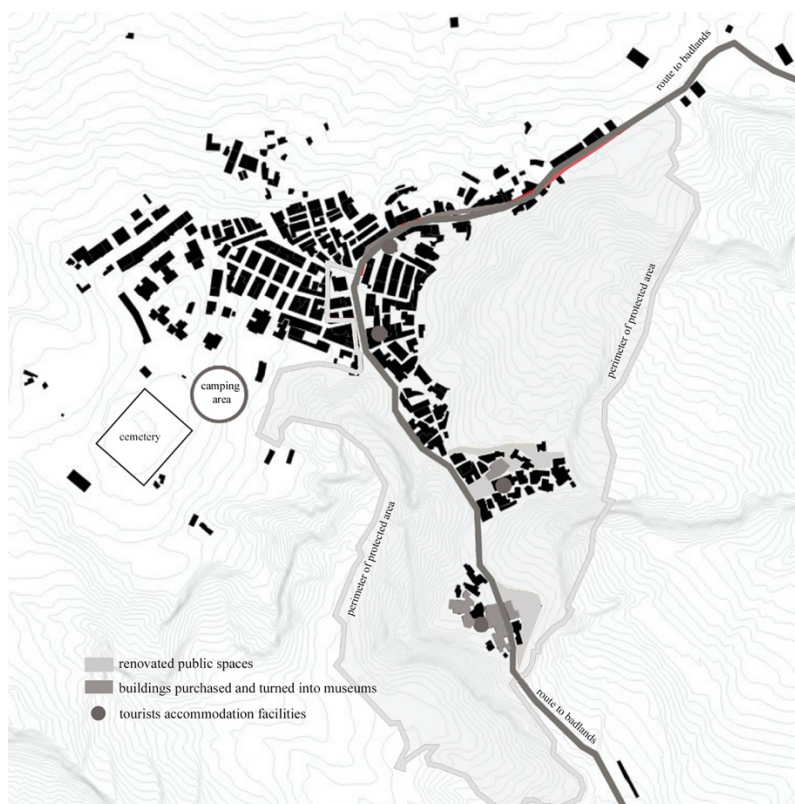 route to badlands
perimeter of protected area
camping
area
cemetery
perimeter of protected area
renovated public spaces
buildings purchased and turned into museums
tourists accommodation facilities
route to badlands